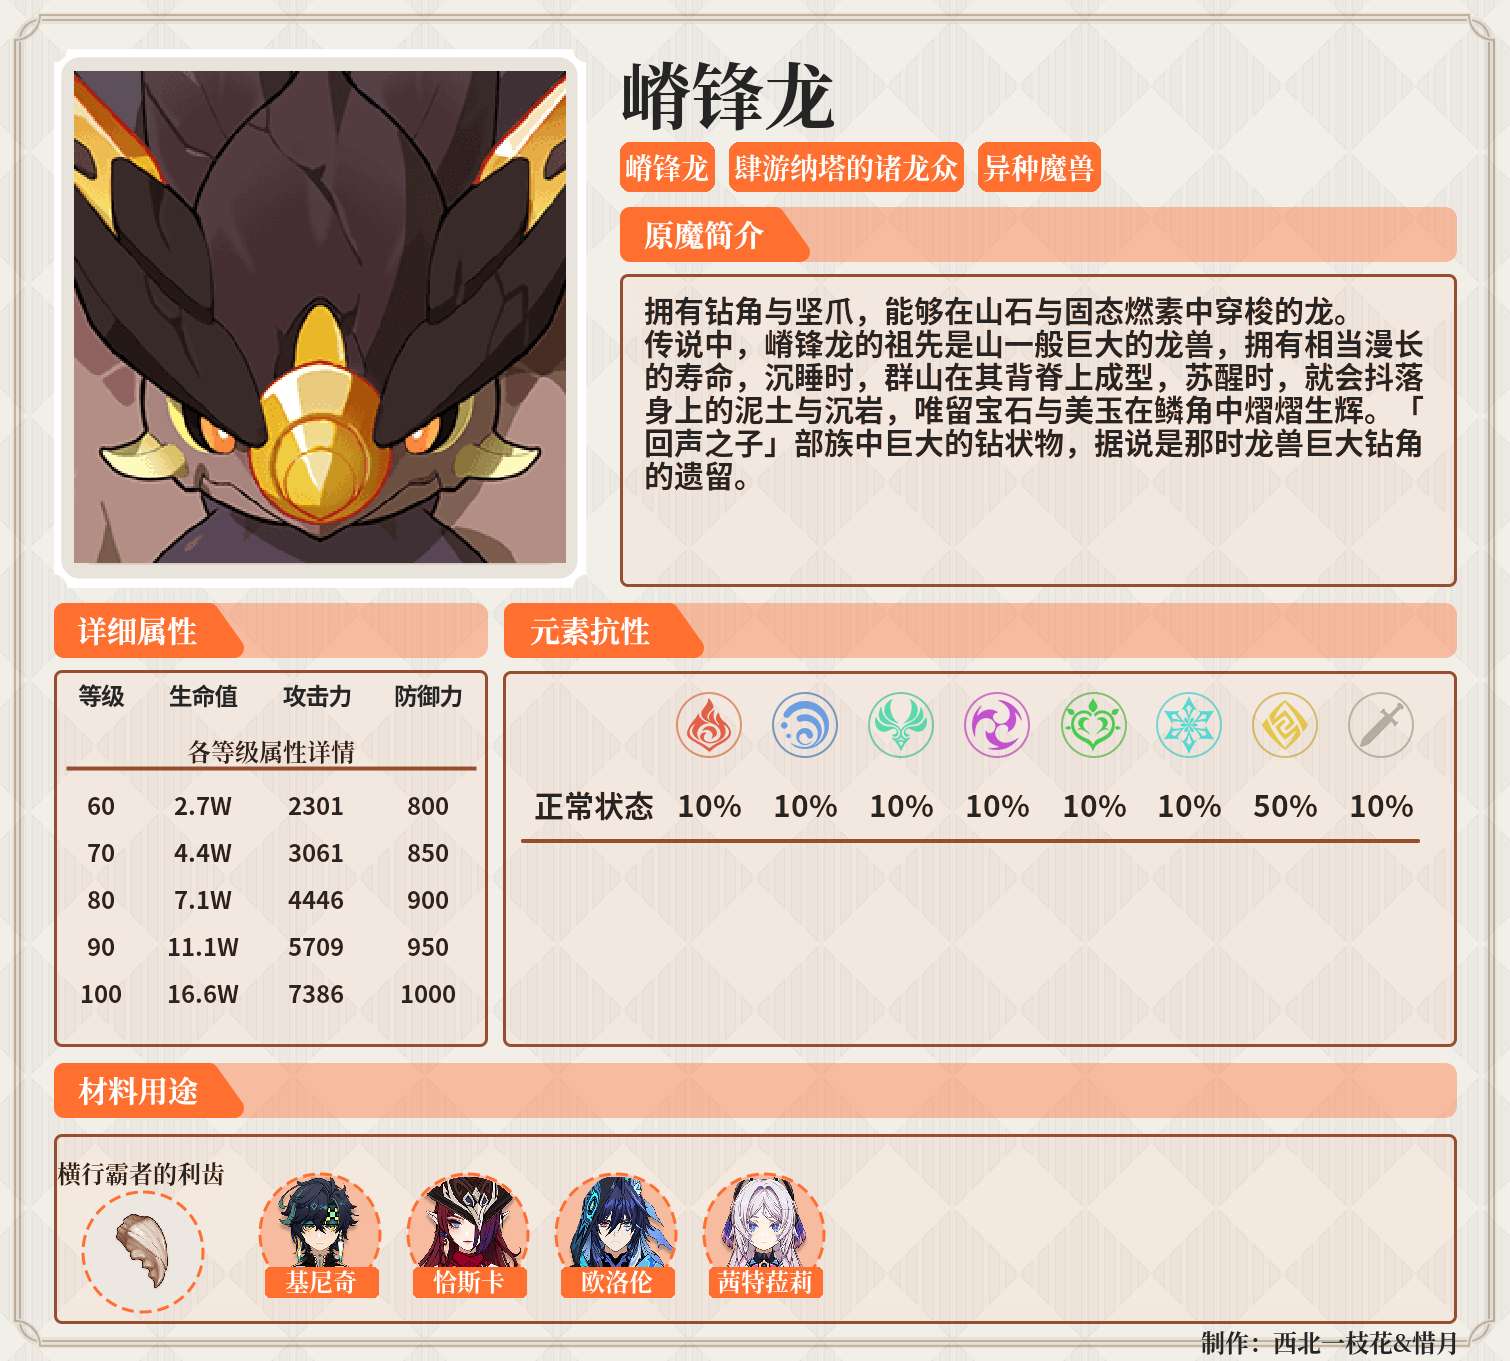 嵴锋龙
嵴锋龙 肆游纳塔的诸龙众 异种魔兽
原魔简介
拥有钻角与坚爪，能够在山石与固态燃素中穿梭的龙。
传说中，嵴锋龙的祖先是山一般巨大的龙兽，拥有相当漫长
的寿命，沉睡时，群山在其背脊上成型，苏醒时，就会抖落
身上的泥土与沉岩，唯留宝石与美玉在鳞角中熠熠生辉。「
回声之子」部族中巨大的钻状物，据说是那时龙兽巨大钻角
的遗留。
详细属性
等级 生命值 攻击力 防御力
各等级属性详情
60 2.7W 2301 800
70 4.4W 3061 850
80 7.1W 4446 900
90 11.1W 5709 950
100 16.6W 7386 1000
元素抗性
正常状态 10% 10% 10% 10% 10% 10% 50% 10%
材料用途
横行霸者的利齿
基尼奇 恰斯卡 欧洛伦 茜特菈莉
制作：西北一枝花&惜月